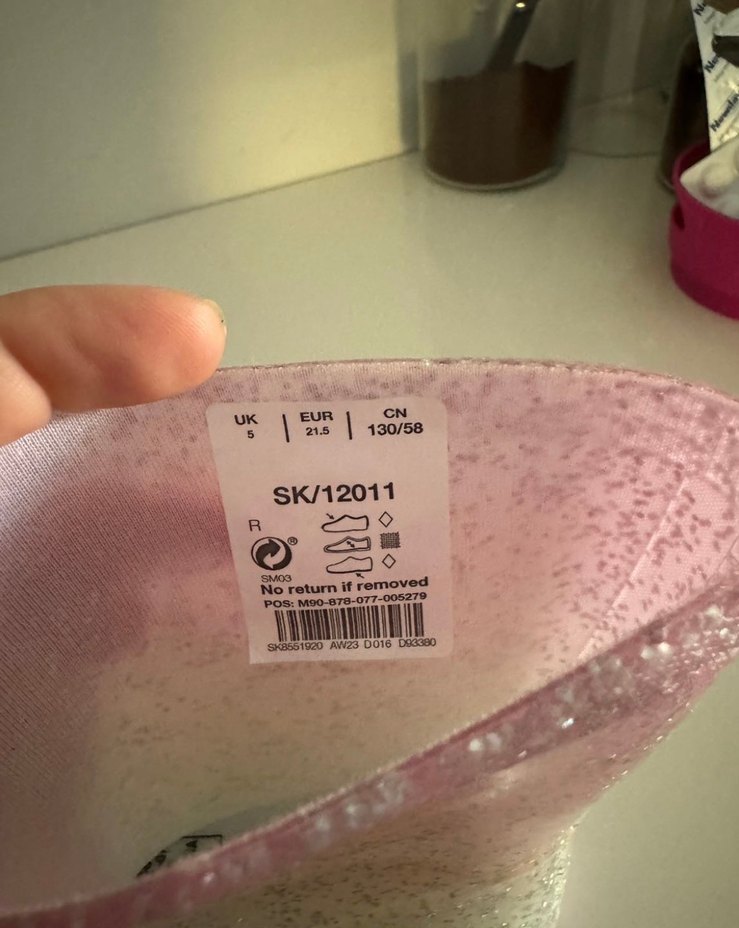 UK | EUR | CN
5 | 21.5 | 130/58
SK/12011
R
®
SM03
No return if removed
POS: M90-878-077-005279
SK8551920 AW23 D016 D93380